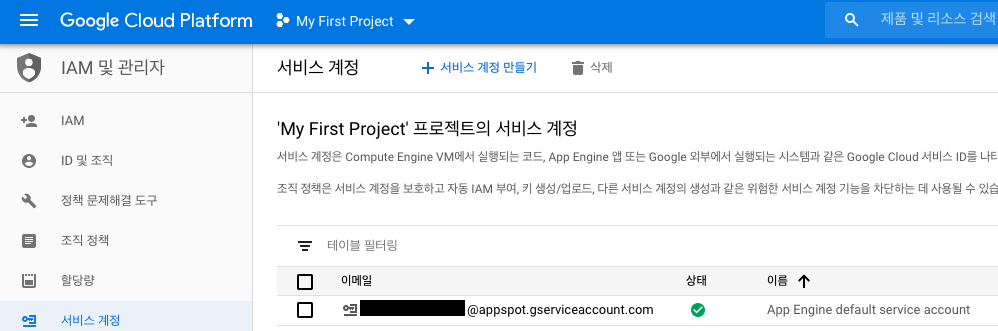 Google Cloud Platform My First Project 제품 및 리소스 검색
IAM 및 관리자
서비스 계정 + 서비스 계정 만들기 삭제
IAM
ID 및 조직
정책 문제해결 도구
조직 정책
할당량
서비스 계정
'My First Project' 프로젝트의 서비스 계정
서비스 계정은 Compute Engine VM에서 실행되는 코드, App Engine 앱 또는 Google 외부에서 실행되는 시스템과 같은 Google Cloud 서비스 ID를 나타
조직 정책은 서비스 계정을 보호하고 자동 IAM 부여, 키 생성/업로드, 다른 서비스 계정의 생성과 같은 위험한 서비스 계정 기능을 차단하는 데 사용될 수 있습
테이블 필터링
이메일 상태 이름
@appspot.gserviceaccount.com App Engine default service account